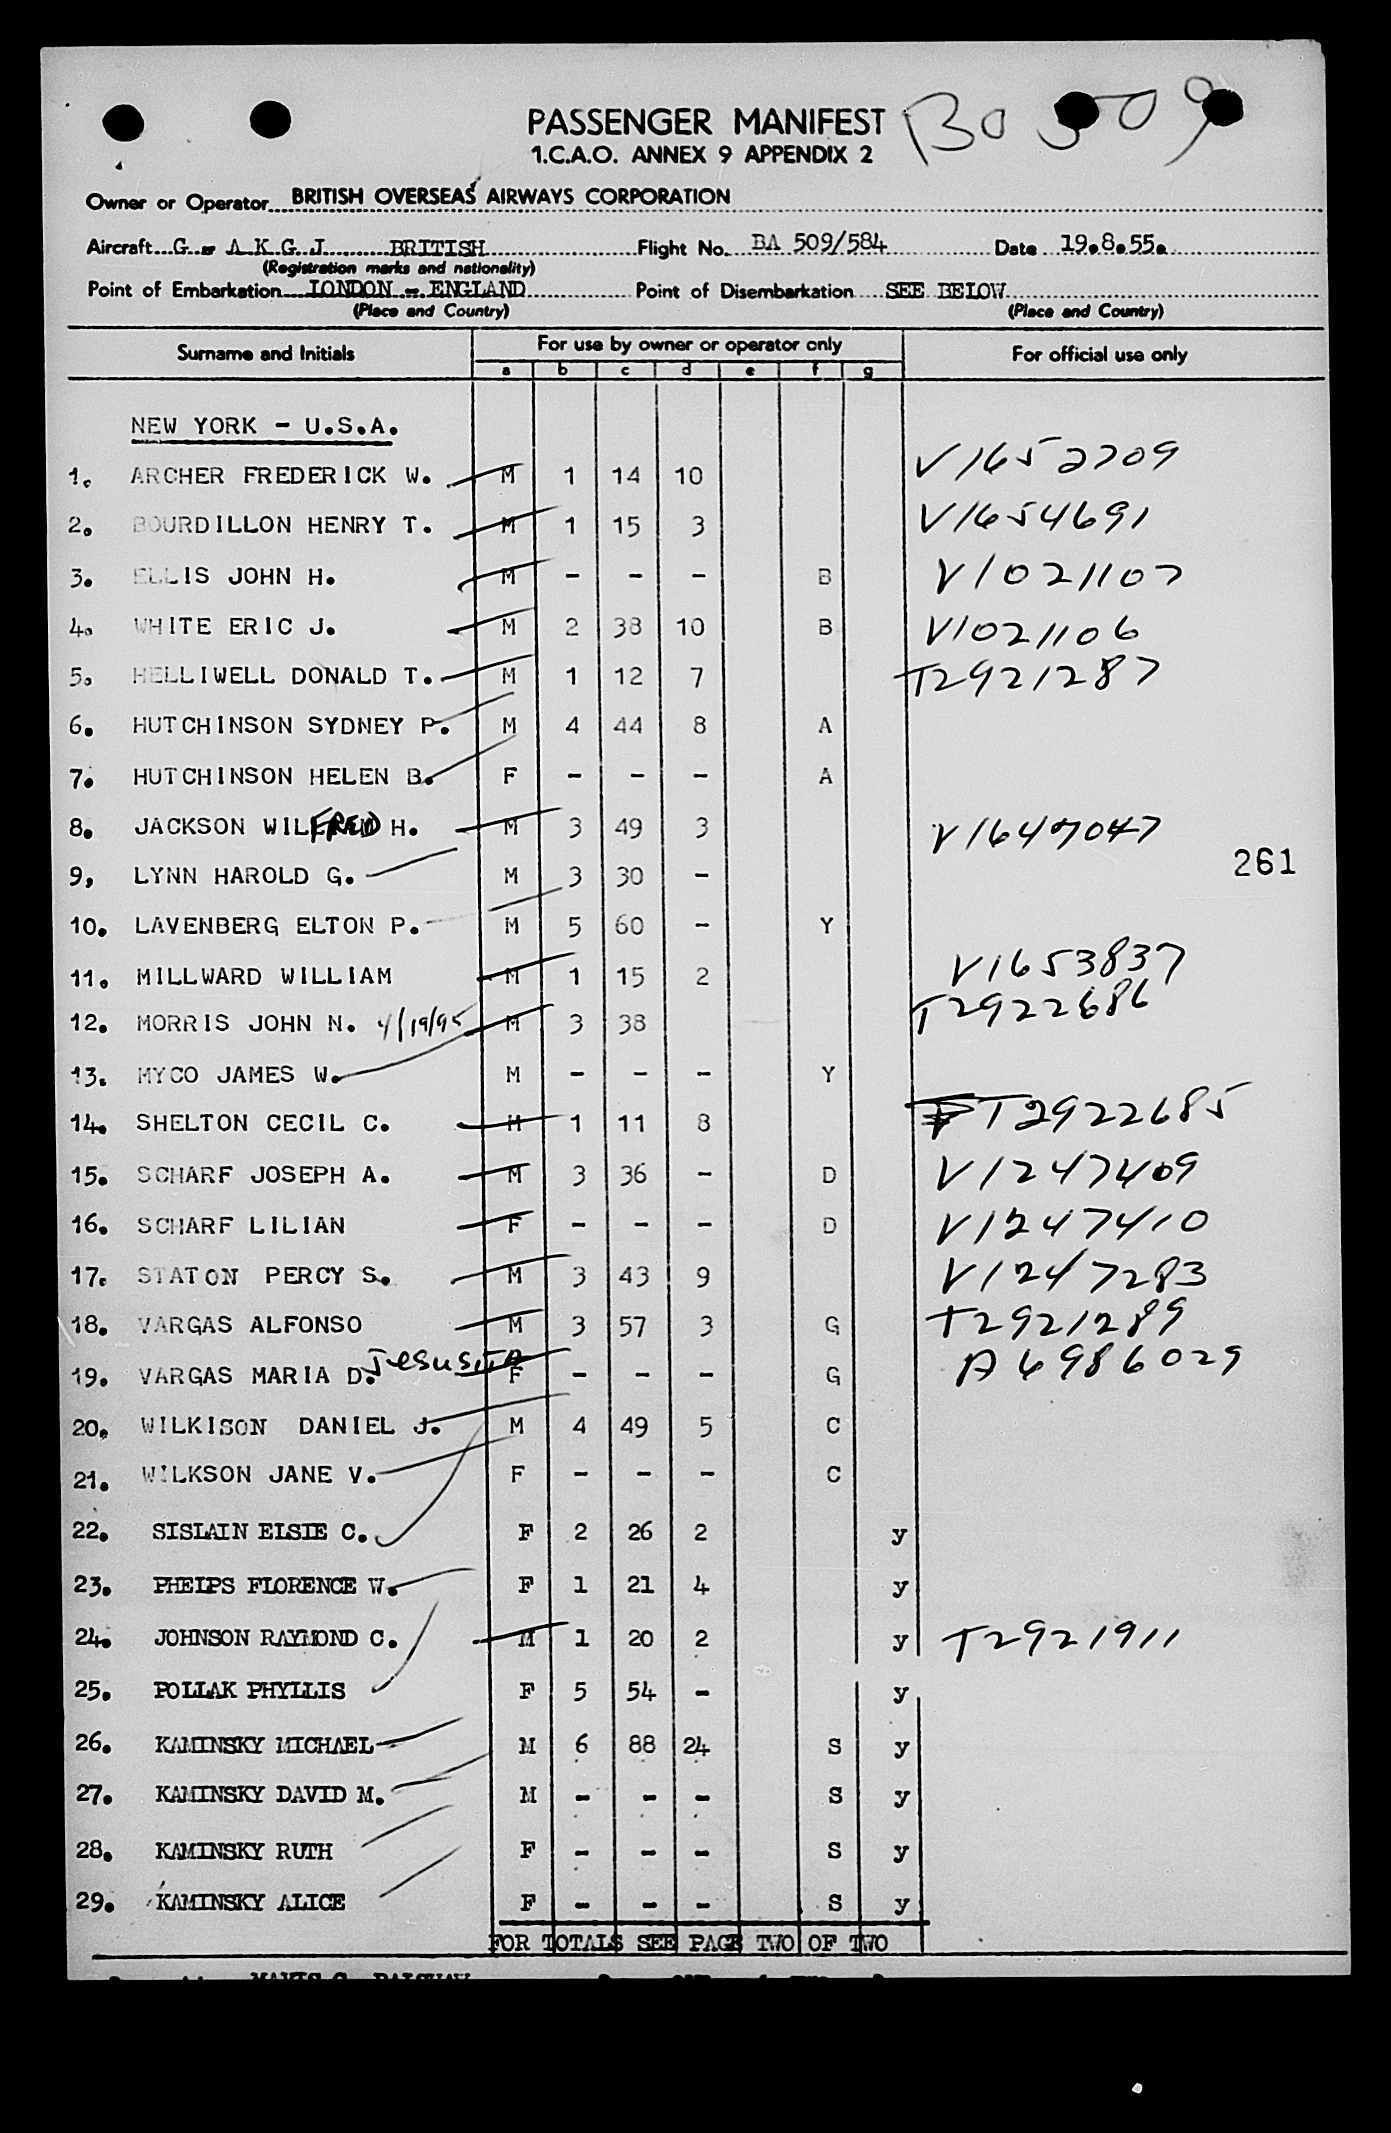 PASSENGER MANIFEST BO 509
I.C.A.O. ANNEX 9 APPENDIX 2
Owner or Operator BRITISH OVERSEAS AIRWAYS CORPORATION
Aircraft G - A K G J BRITISH Flight No. BA 509/584 Date 19.8.55.
(Registration marks and nationality)
Point of Embarkation LONDON - ENGLAND Point of Disembarkation SEE BELOW
(Place and Country) (Place and Country)
Surname and Initials For use by owner or operator only For official use only
a b c d e f g
NEW YORK - U.S.A.
1. ARCHER FREDERICK W. M 1 14 10 V1652709
2. BOURDILLON HENRY T. M 1 15 3 V1654691
3. ELLIS JOHN H. M - - - B V1021107
4. WHITE ERIC J. M 2 38 10 B V1021106
5. HELLIWELL DONALD T. M 1 12 7 T2921287
6. HUTCHINSON SYDNEY P. M 4 44 8 A
7. HUTCHINSON HELEN B. F - - - A
8. JACKSON WILFRED H. M 3 49 3 V1647047
261
9, LYNN HAROLD G. M 3 30 -
10. LAVENBERG ELTON P. M 5 60 - Y
11. MILLWARD WILLIAM M 1 15 2 V1653837
12. MORRIS JOHN N. 4/19/95 M 3 38 T2922686
13. MYCO JAMES W. M - - - Y
14. SHELTON CECIL C. M 1 11 8 T2922685
15. SCHARF JOSEPH A. M 3 36 - D V1247409
16. SCHARF LILIAN F - - - D V1247410
17. STATON PERCY S. M 3 43 9 V1247283
18. VARGAS ALFONSO M 3 57 3 G T2921289
19. VARGAS MARIA D. Jesusita F - - - G A6986029
20. WILKISON DANIEL J. M 4 49 5 C
21. WILKSON JANE V. F - - - C
22. SISLAIN ELSIE C. F 2 26 2 y
23. PHELPS FLORENCE W. F 1 21 4 y
24. JOHNSON RAYMOND C. M 1 20 2 y T2921911
25. POLLAK PHYLLIS F 5 54 - y
26. KAMINSKY MICHAEL M 6 88 24 S y
27. KAMINSKY DAVID M. M - - - S y
28. KAMINSKY RUTH F - - - S y
29. KAMINSKY ALICE F - - - S y
FOR TOTALS SEE PAGE TWO OF TWO